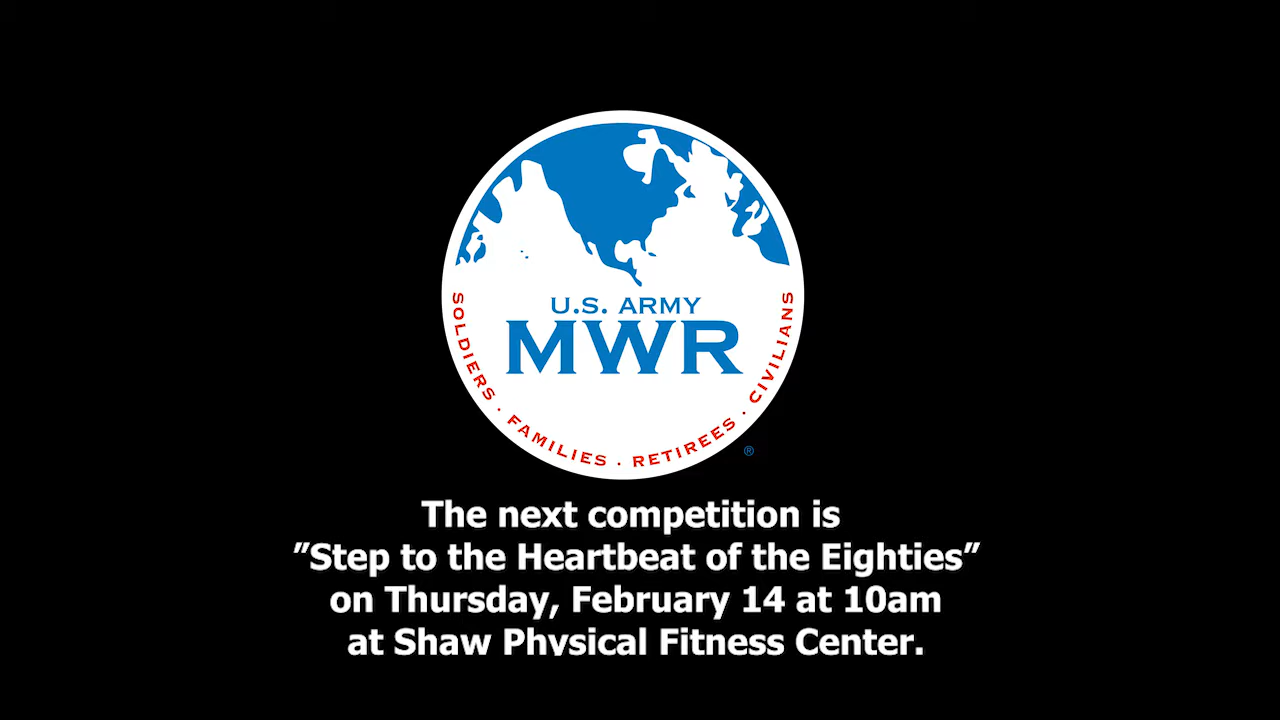 U.S. ARMY
MWR
SOLDIERS · FAMILIES · RETIREES · CIVILIANS
®
The next competition is
”Step to the Heartbeat of the Eighties”
on Thursday, February 14 at 10am
at Shaw Physical Fitness Center.